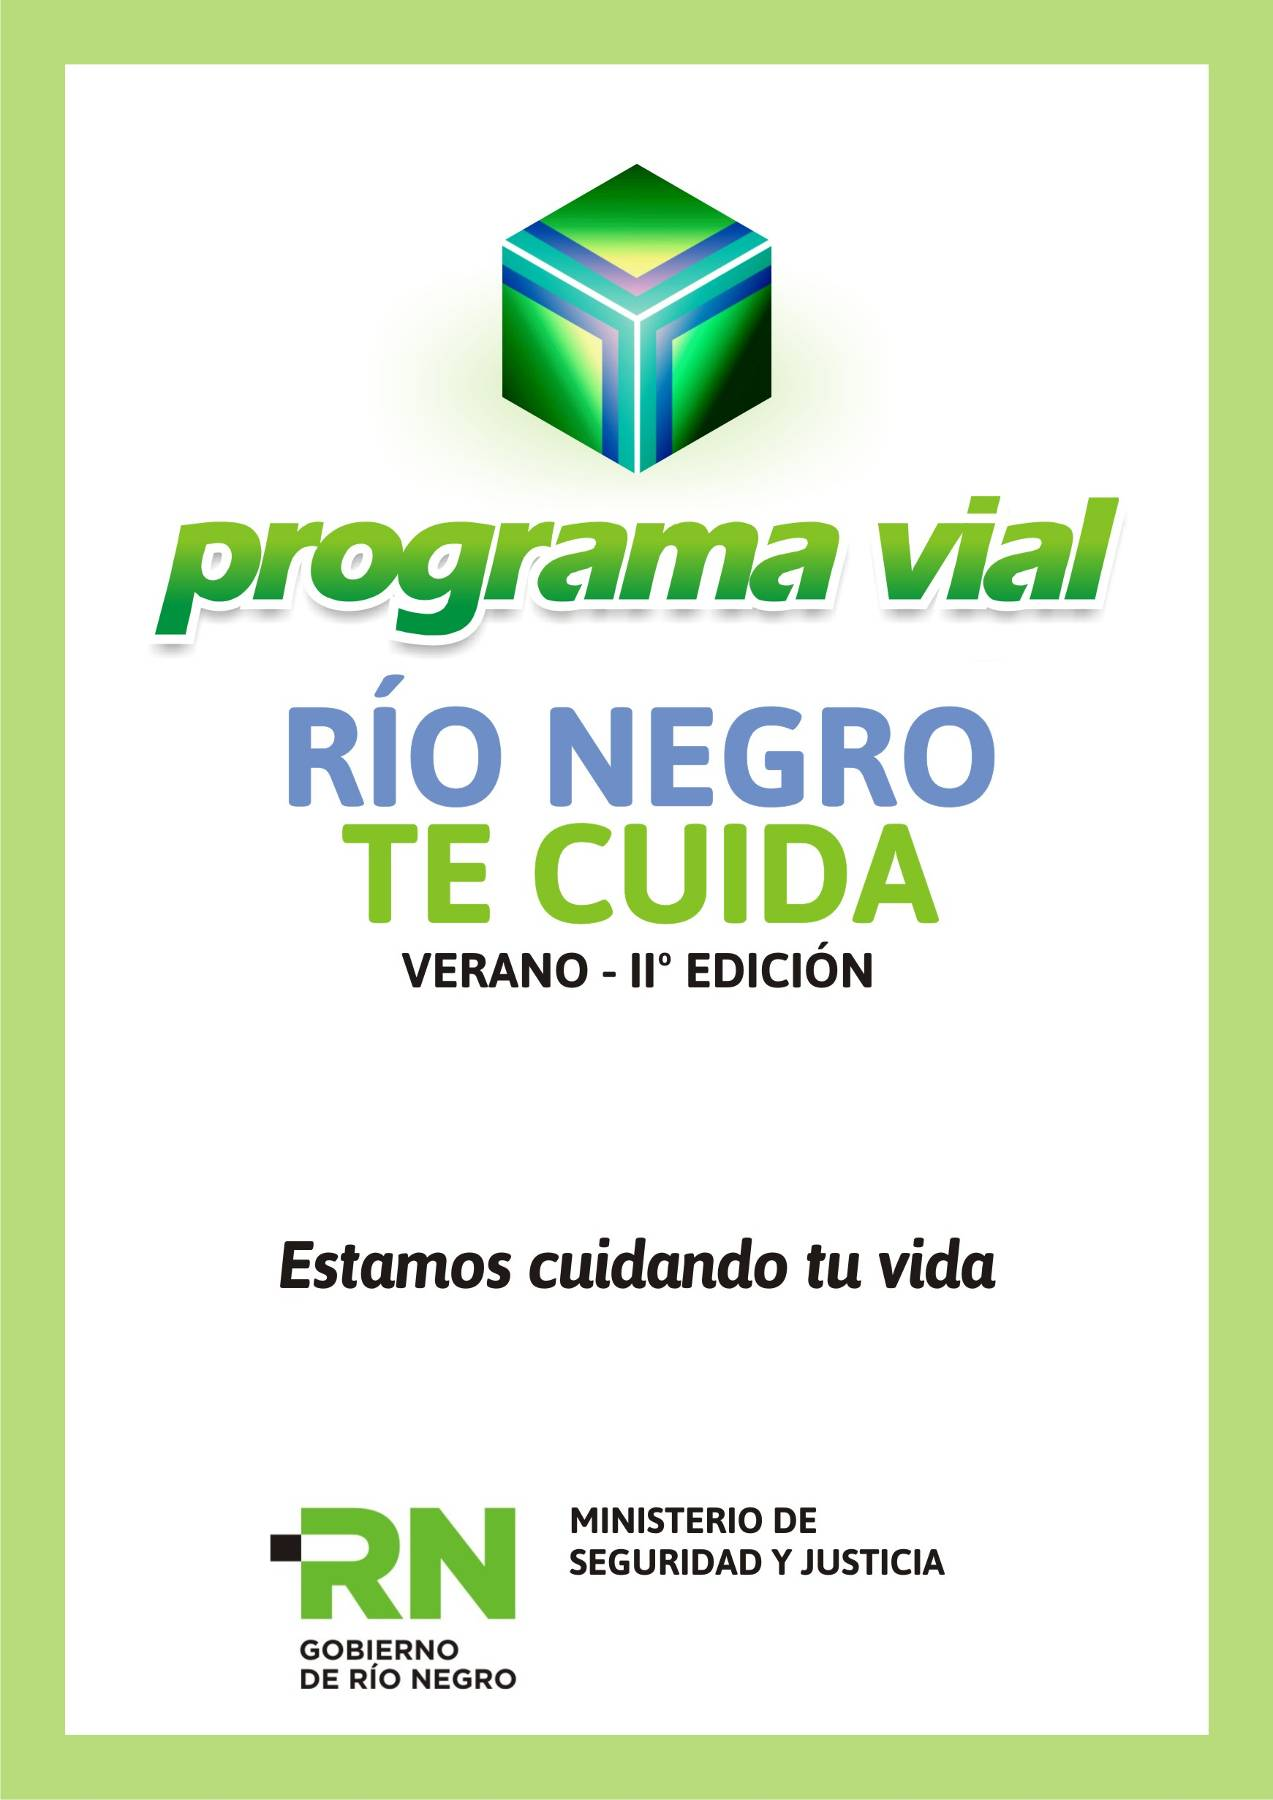 programa vial
RÍO NEGRO
TE CUIDA
VERANO - IIº EDICIÓN
Estamos cuidando tu vida
RN
GOBIERNO
DE RÍO NEGRO
MINISTERIO DE
SEGURIDAD Y JUSTICIA